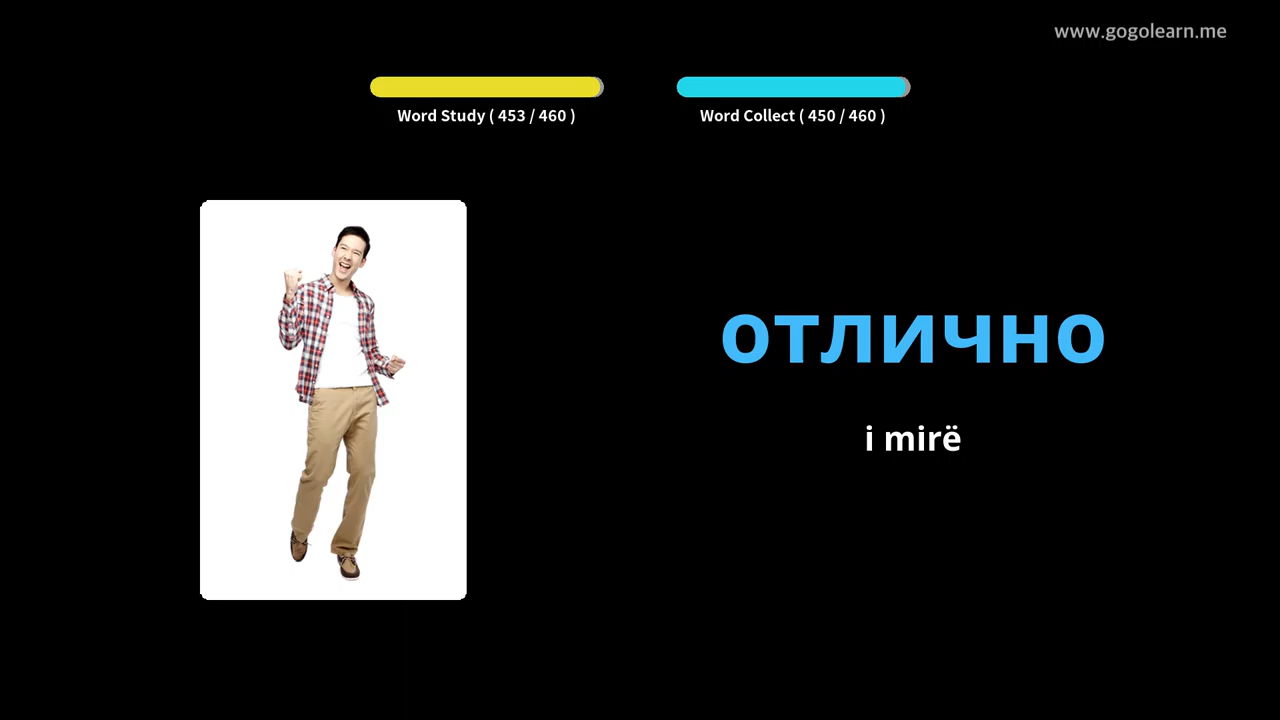 www.gogolearn.me
Word Study ( 453 / 460 )
Word Collect ( 450 / 460 )
отлично
i mirë